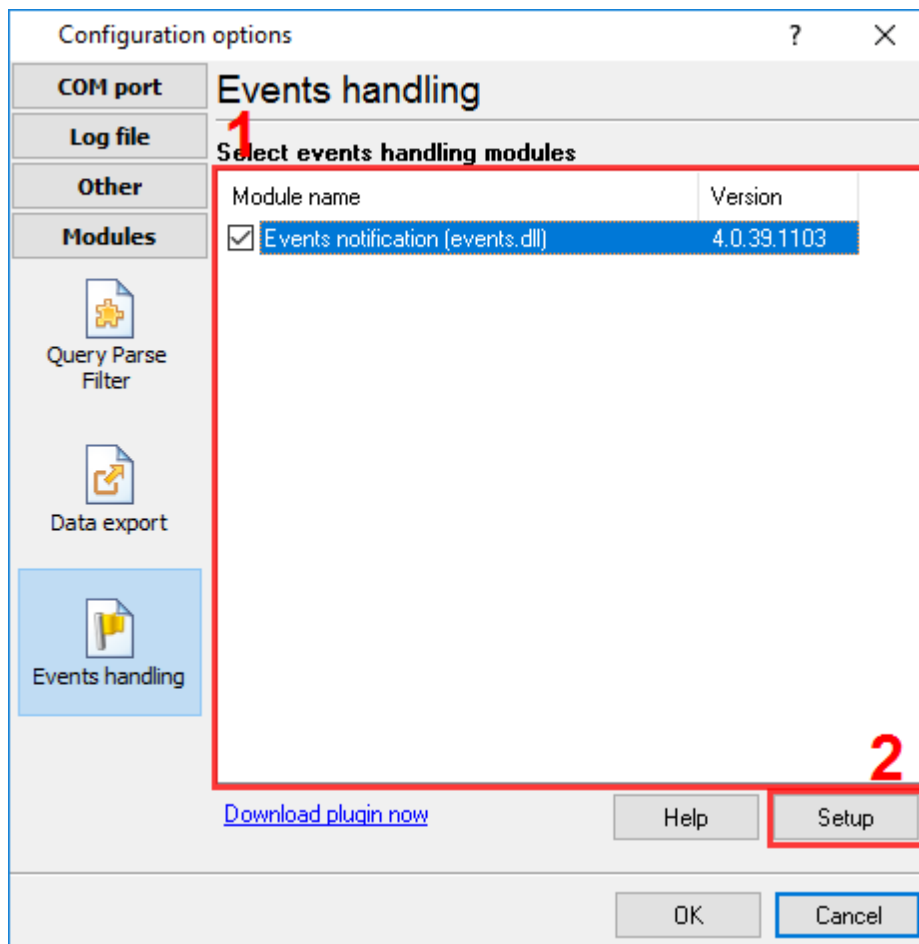 Configuration options
?
COM port
Log file
Other
Modules
Query Parse
Filter
Data export
Events handling
Events handling
1
Select events handling modules
Module name Version
Events notification (events.dll) 4.0.39.1103
2
Download plugin now
Help
Setup
OK
Cancel